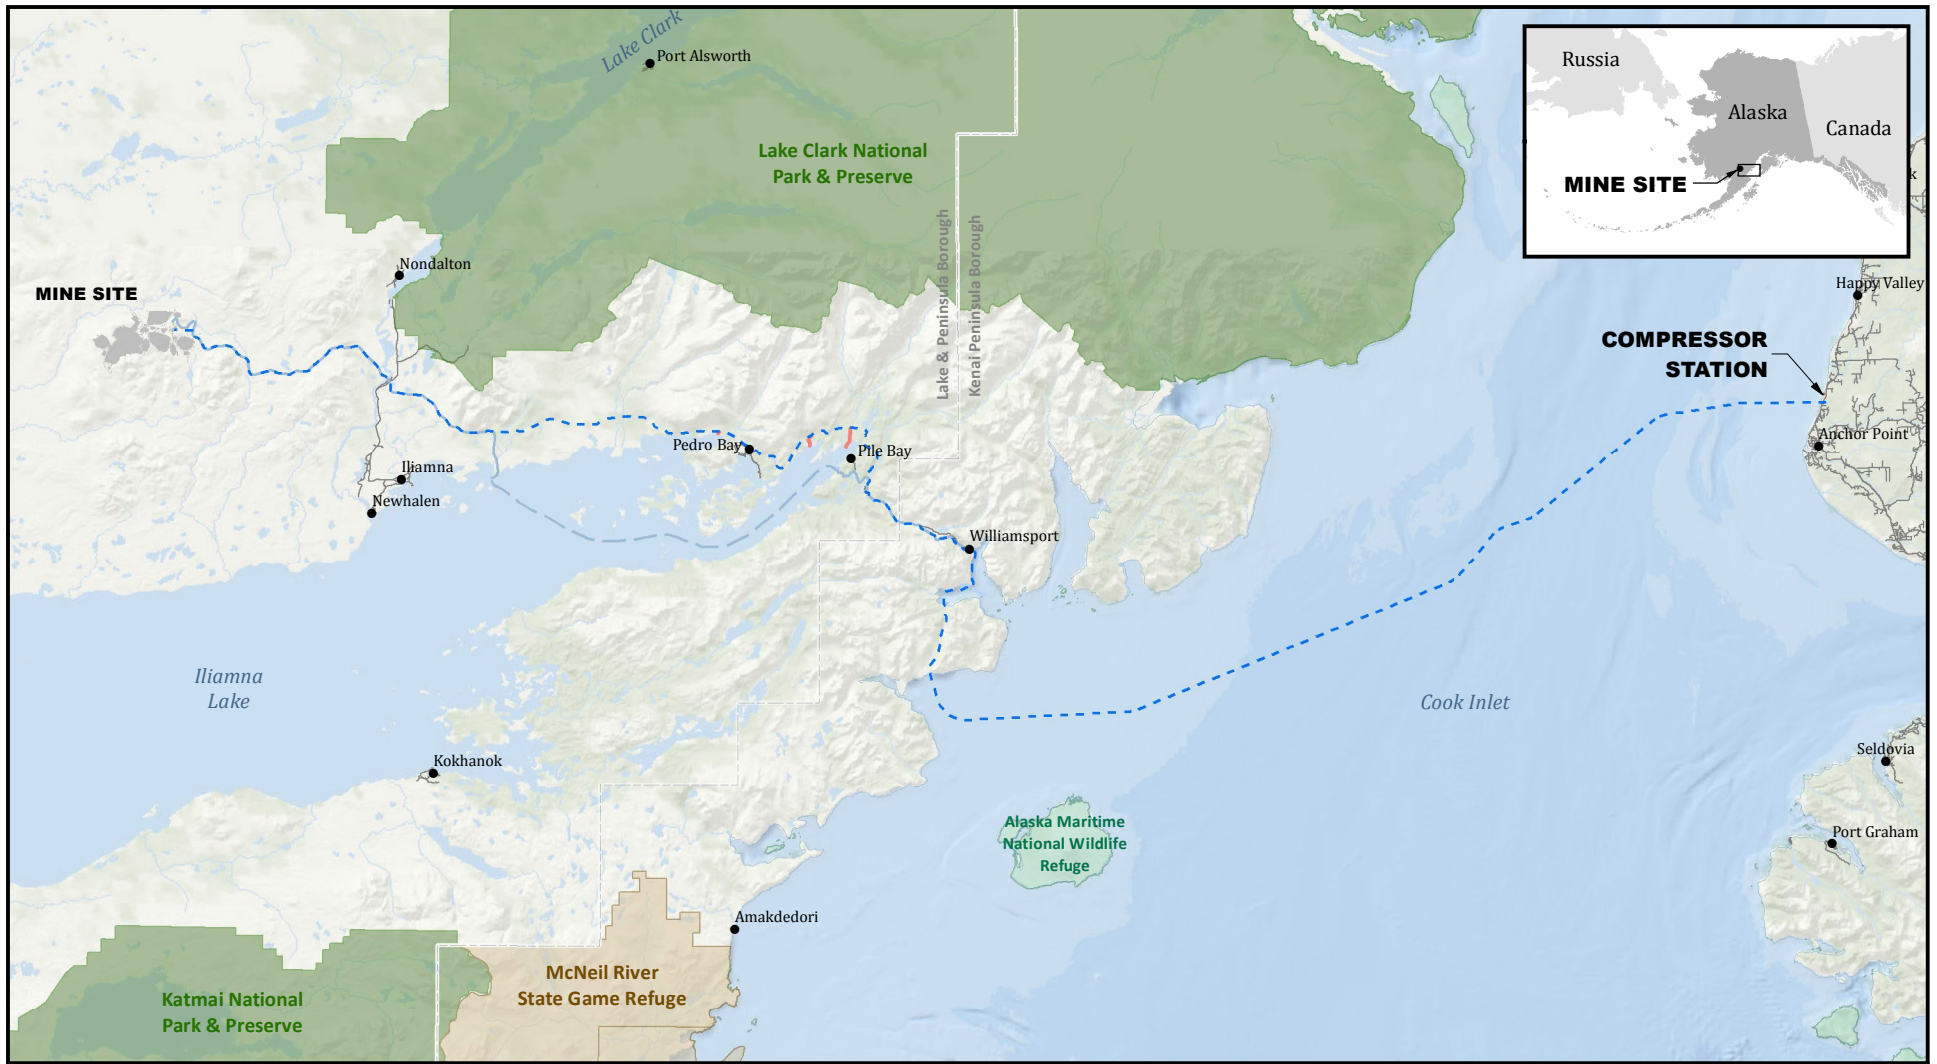 Lake Clark
Port Alsworth
Russia
Alaska
Canada
MINE SITE
Lake Clark National
Park & Preserve
k
Lake & Peninsula Borough
Kenai Peninsula Borough
Nondalton
MINE SITE
Happy Valley
COMPRESSOR
STATION
Pedro Bay
Pile Bay
Anchor Point
Iliamna
Newhalen
Williamsport
Iliamna
Lake
Cook Inlet
Kokhanok
Seldovia
Alaska Maritime
National Wildlife
Refuge
Port Graham
Amakdedori
McNeil River
State Game Refuge
Katmai National
Park & Preserve